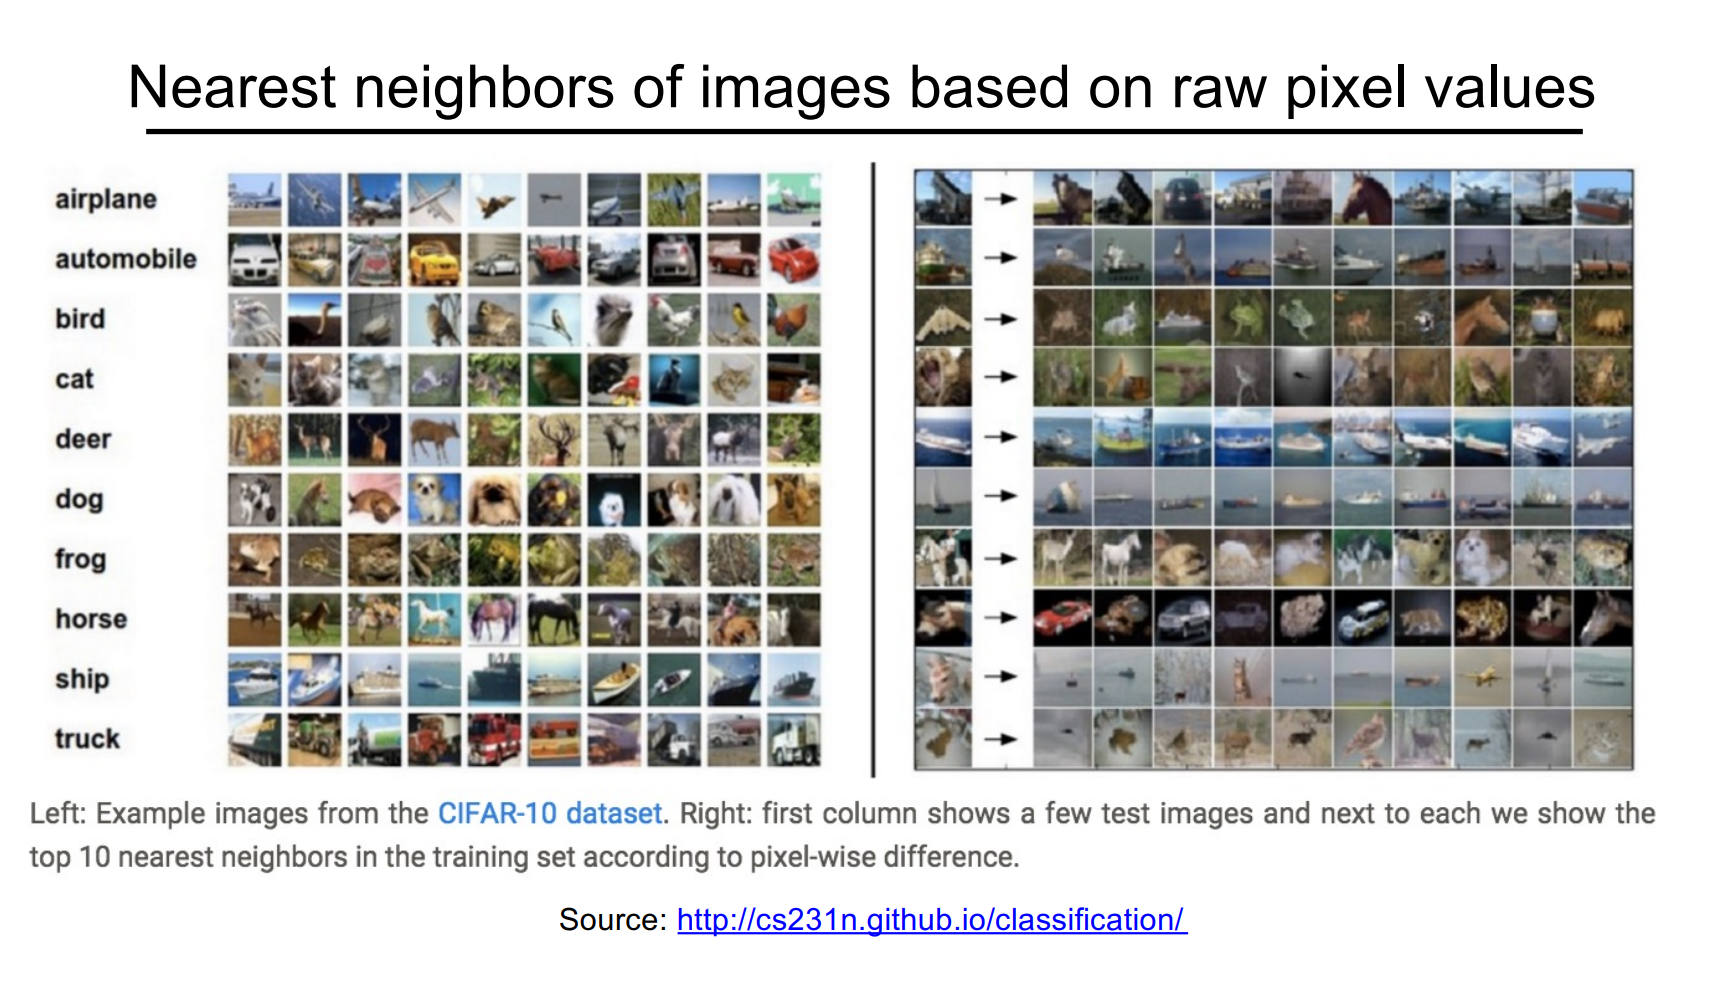 Nearest neighbors of images based on raw pixel values
airplane
automobile
bird
cat
deer
dog
frog
horse
ship
truck
Left: Example images from the CIFAR-10 dataset. Right: first column shows a few test images and next to each we show the
top 10 nearest neighbors in the training set according to pixel-wise difference.
Source: http://cs231n.github.io/classification/